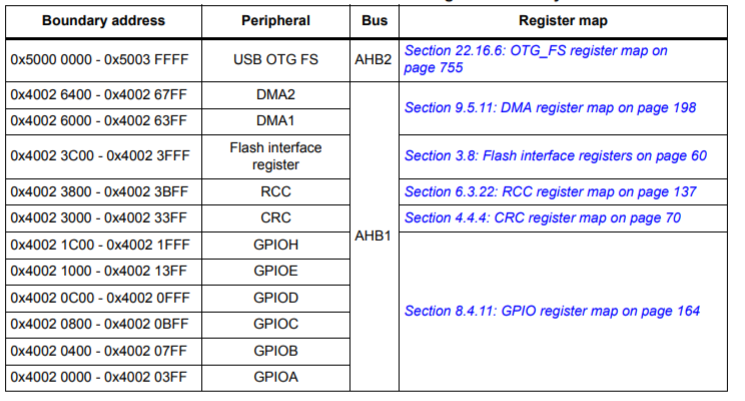 Boundary address Peripheral Bus Register map
0x5000 0000 - 0x5003 FFFF USB OTG FS AHB2 Section 22.16.6: OTG_FS register map on
page 755
0x4002 6400 - 0x4002 67FF DMA2
Section 9.5.11: DMA register map on page 198
0x4002 6000 - 0x4002 63FF DMA1
0x4002 3C00 - 0x4002 3FFF Flash interface
register
Section 3.8: Flash interface registers on page 60
0x4002 3800 - 0x4002 3BFF RCC Section 6.3.22: RCC register map on page 137
0x4002 3000 - 0x4002 33FF CRC Section 4.4.4: CRC register map on page 70
AHB1
0x4002 1C00 - 0x4002 1FFF GPIOH
0x4002 1000 - 0x4002 13FF GPIOE
0x4002 0C00 - 0x4002 0FFF GPIOD
Section 8.4.11: GPIO register map on page 164
0x4002 0800 - 0x4002 0BFF GPIOC
0x4002 0400 - 0x4002 07FF GPIOB
0x4002 0000 - 0x4002 03FF GPIOA